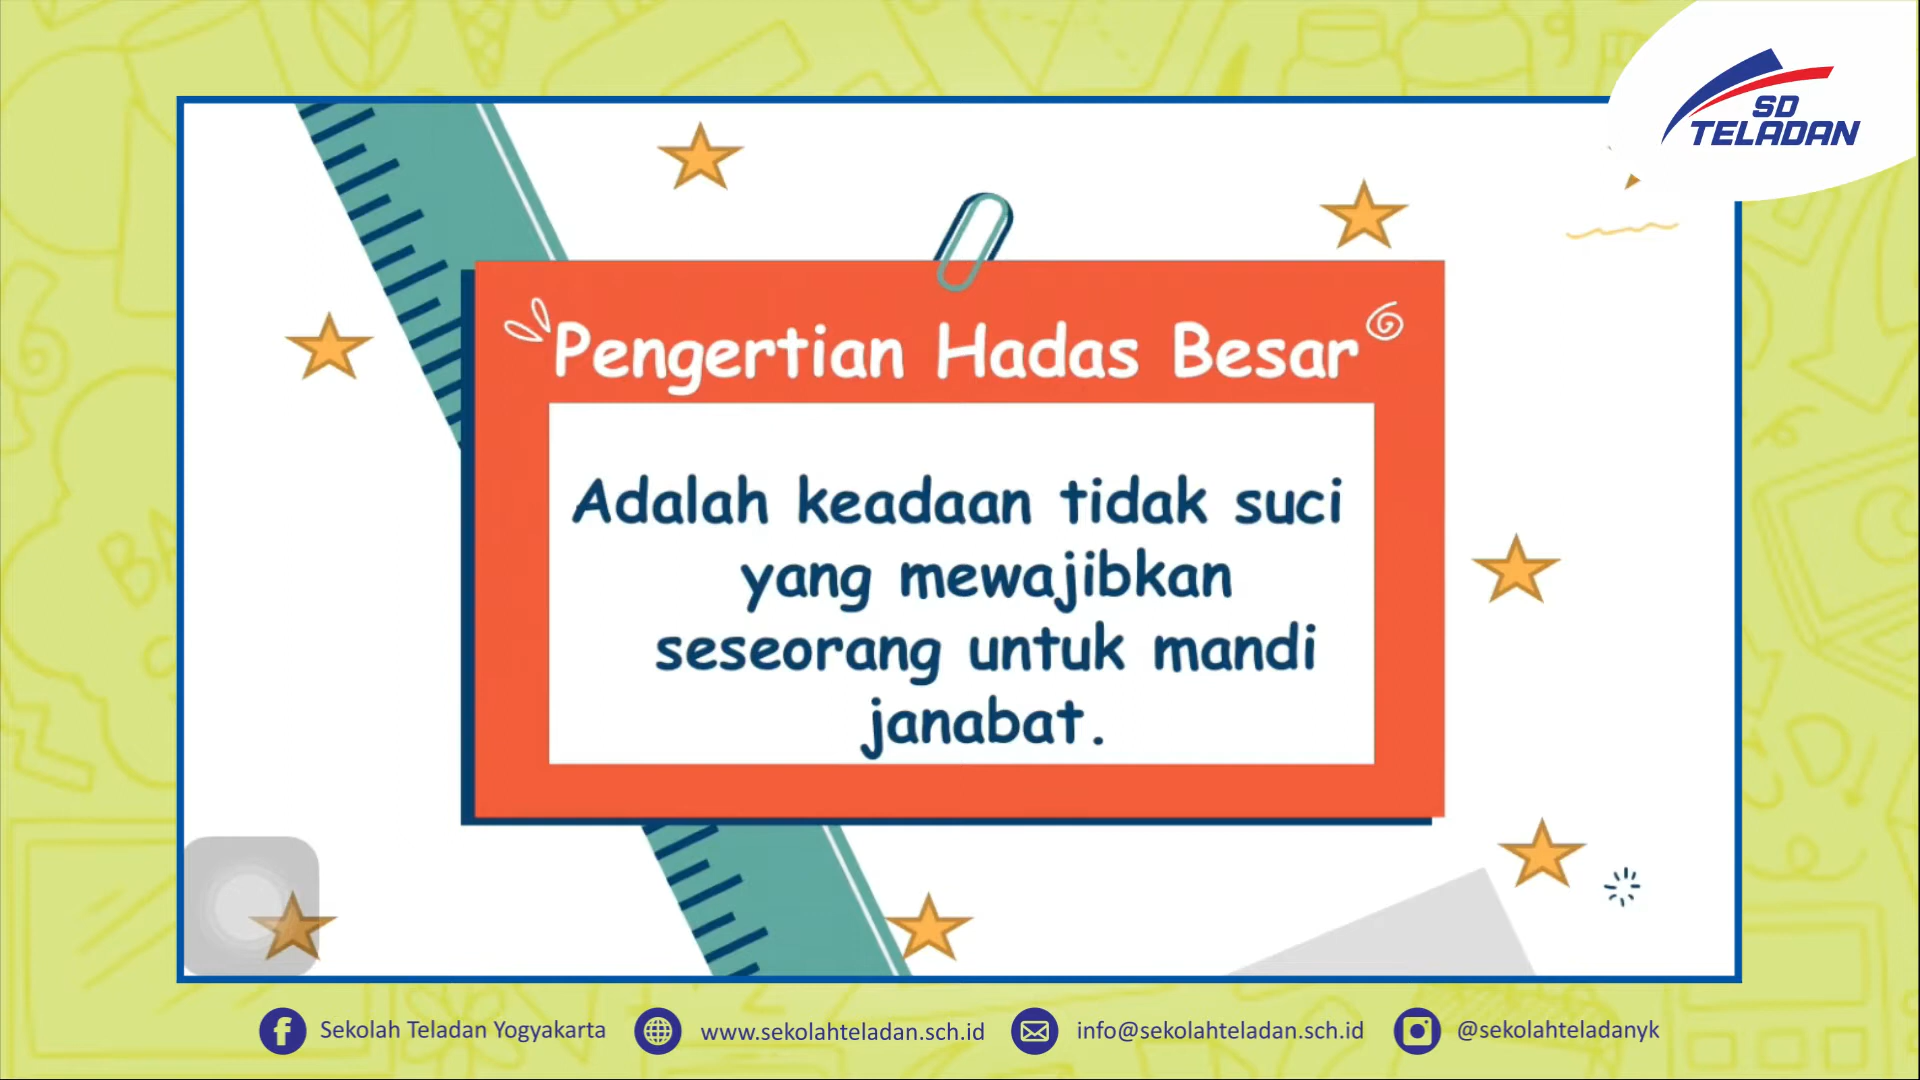 SD
TELADAN
Pengertian Hadas Besar
Adalah keadaan tidak suci
yang mewajibkan
seseorang untuk mandi
janabat.
Sekolah Teladan Yogyakarta
www.sekolahteladan.sch.id
info@sekolahteladan.sch.id
@sekolahteladanyk